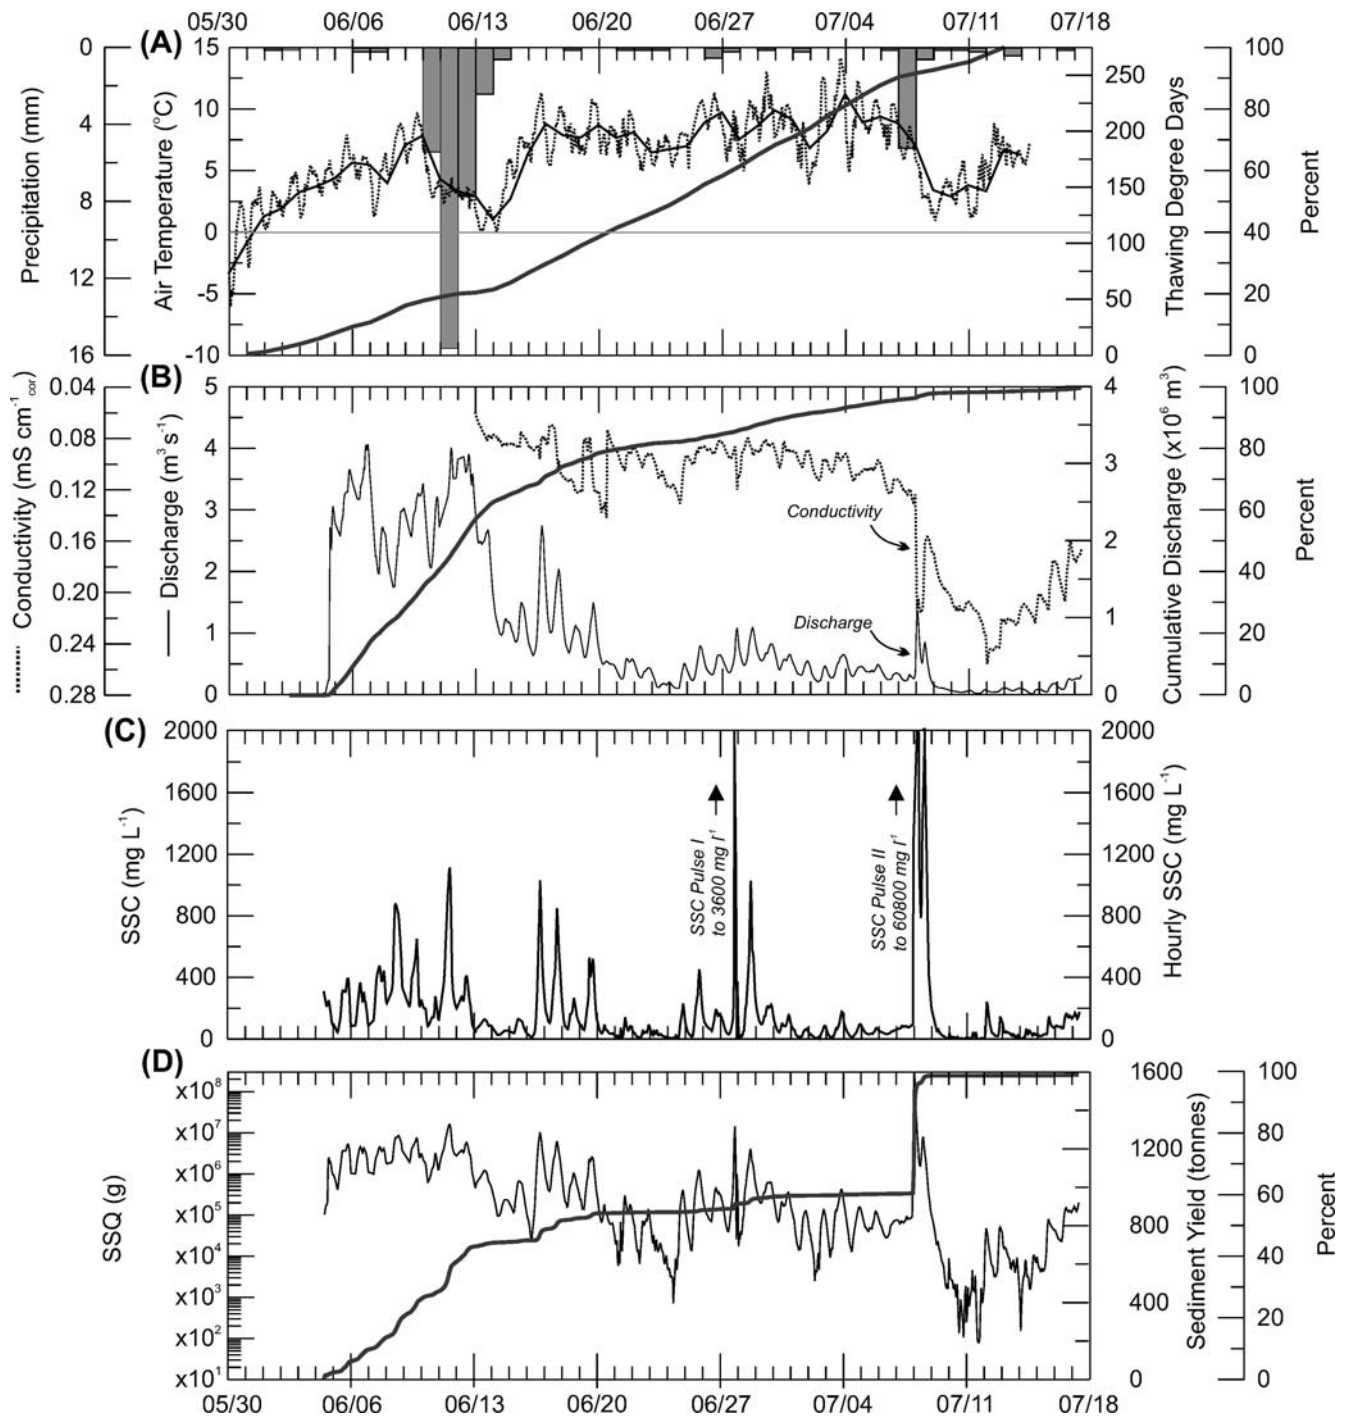 05/30 06/06 06/13 06/20 06/27 07/04 07/11 07/18
(A)
Precipitation (mm)
0
4
8
12
16
Air Temperature (°C)
15
10
5
0
-5
-10
Thawing Degree Days
250
200
150
100
50
0
Percent
100
80
60
40
20
0
(B)
Conductivity (mS cm-1cor)
0.04
0.08
0.12
0.16
0.20
0.24
0.28
Discharge (m3 s-1)
5
4
3
2
1
0
Conductivity
Discharge
Cumulative Discharge (x10⁶ m³)
4
3
2
1
0
Percent
100
80
60
40
20
0
(C)
SSC (mg L-1)
2000
1600
1200
800
400
0
SSC Pulse I
to 3600 mg l-1
SSC Pulse II
to 60800 mg l-1
Hourly SSC (mg L-1)
2000
1600
1200
800
400
0
(D)
SSQ (g)
x10⁸
x10⁷
x10⁶
x10⁵
x10⁴
x10³
x10²
x10¹
Sediment Yield (tonnes)
1600
1200
800
400
0
Percent
100
80
60
40
20
0
05/30 06/06 06/13 06/20 06/27 07/04 07/11 07/18